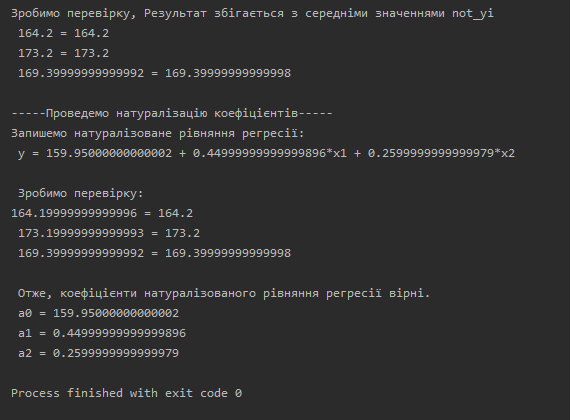 Зробимо перевірку, Результат збігається з середніми значеннями not_yi
164.2 = 164.2
173.2 = 173.2
169.39999999999992 = 169.39999999999998
-----Проведемо натуралізацію коефіцієнтів-----
Запишемо натуралізоване рівняння регресії:
y = 159.95000000000002 + 0.44999999999999896*x1 + 0.2599999999999979*x2
Зробимо перевірку:
164.19999999999996 = 164.2
173.19999999999993 = 173.2
169.39999999999992 = 169.39999999999998
Отже, коефіцієнти натуралізованого рівняння регресії вірні.
a0 = 159.95000000000002
a1 = 0.44999999999999896
a2 = 0.2599999999999979
Process finished with exit code 0